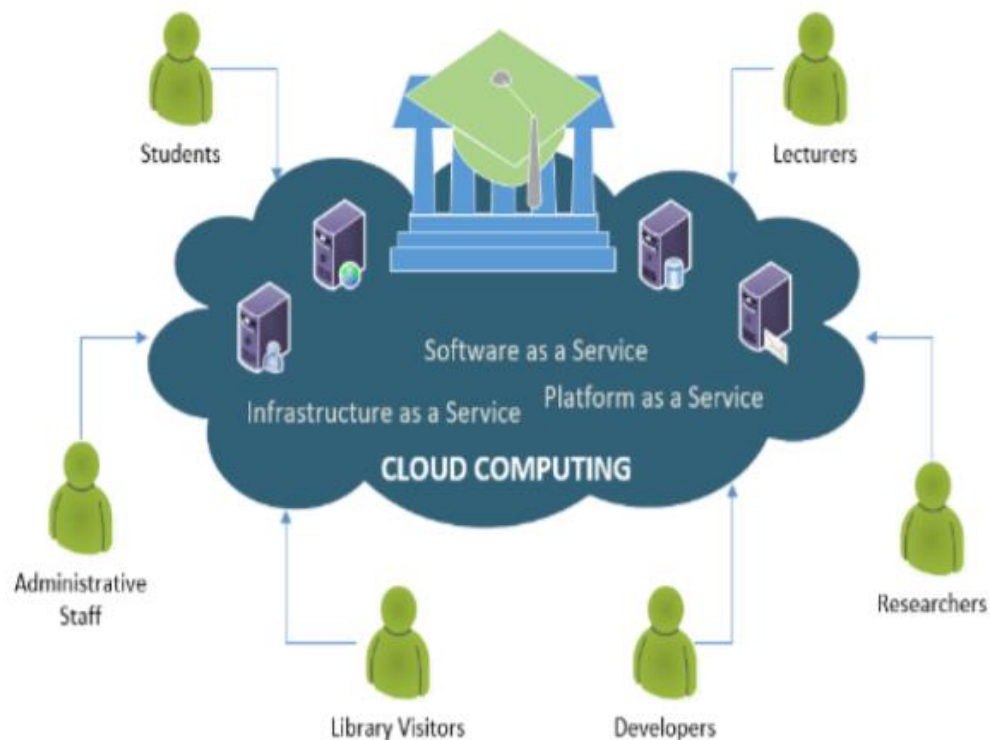 Students
Lecturers
Software as a Service
Platform as a Service
Infrastructure as a Service
CLOUD COMPUTING
Administrative
Staff
Researchers
Library Visitors
Developers